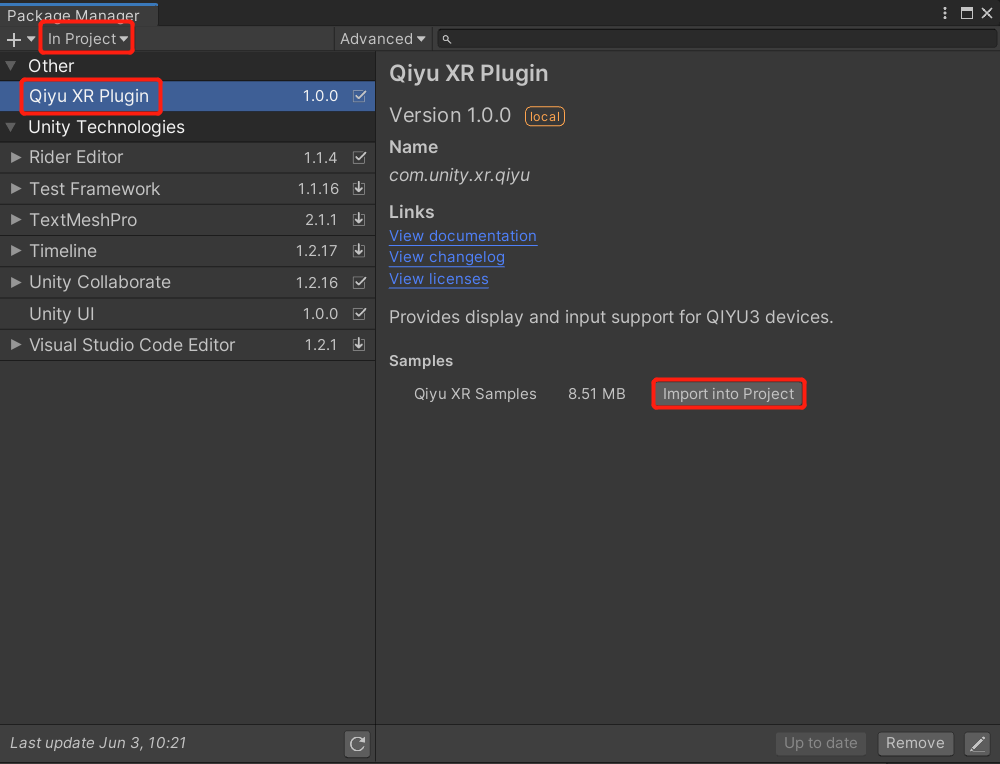 Package Manager
In Project
Advanced
Other
Qiyu XR Plugin 1.0.0
Unity Technologies
Rider Editor 1.1.4
Test Framework 1.1.16
TextMeshPro 2.1.1
Timeline 1.2.17
Unity Collaborate 1.2.16
Unity UI 1.0.0
Visual Studio Code Editor 1.2.1
Last update Jun 3, 10:21
Qiyu XR Plugin
Version 1.0.0 local
Name
com.unity.xr.qiyu
Links
View documentation
View changelog
View licenses
Provides display and input support for QIYU3 devices.
Samples
Qiyu XR Samples 8.51 MB Import into Project
Up to date Remove